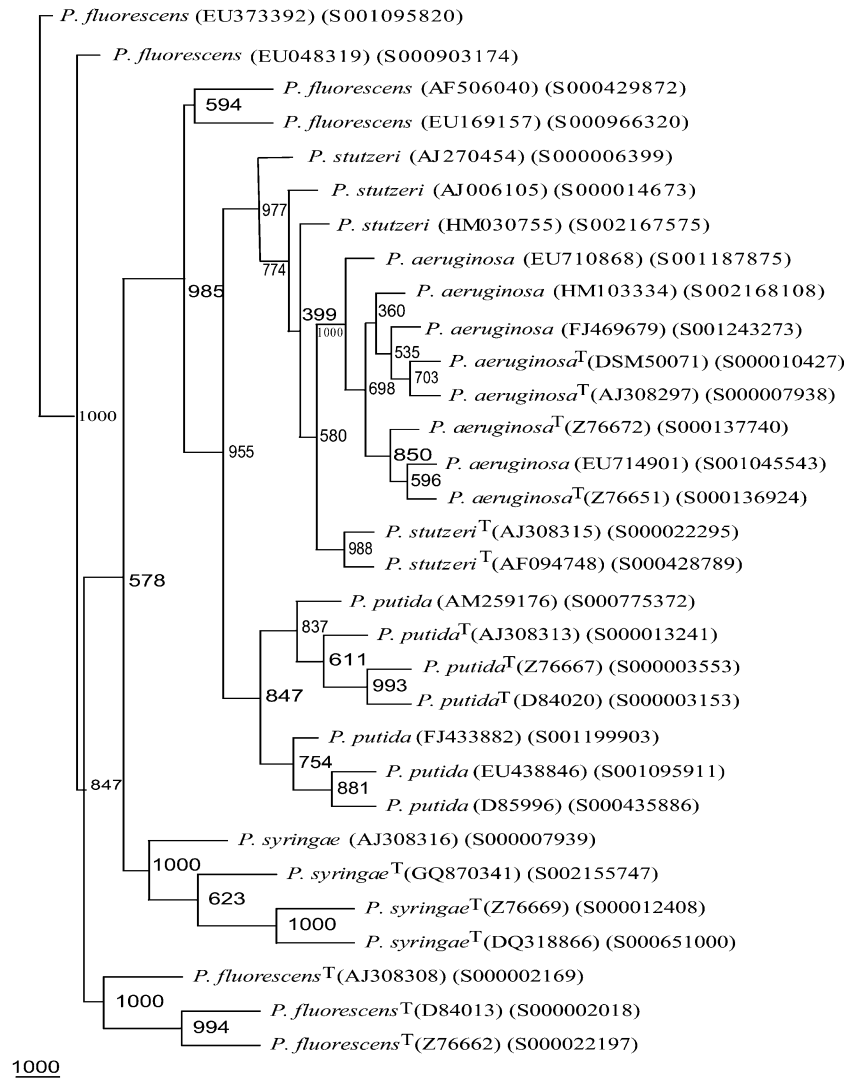 P. fluorescens (EU373392) (S001095820)
P. fluorescens (EU048319) (S000903174)
P. fluorescens (AF506040) (S000429872)
594
P. fluorescens (EU169157) (S000966320)
P. stutzeri (AJ270454) (S000006399)
P. stutzeri (AJ006105) (S000014673)
977
P. stutzeri (HM030755) (S002167575)
P. aeruginosa (EU710868) (S001187875)
774
985
P. aeruginosa (HM103334) (S002168108)
360
399
P. aeruginosa (FJ469679) (S001243273)
1000
535
P. aeruginosaT(DSM50071) (S000010427)
703
698
P. aeruginosaT(AJ308297) (S000007938)
1000
P. aeruginosaT(Z76672) (S000137740)
580
955
850
P. aeruginosa (EU714901) (S001045543)
596
P. aeruginosaT(Z76651) (S000136924)
P. stutzeriT(AJ308315) (S000022295)
988
P. stutzeriT(AF094748) (S000428789)
578
P. putida (AM259176) (S000775372)
837
P. putidaT(AJ308313) (S000013241)
611
P. putidaT(Z76667) (S000003553)
993
847
P. putidaT(D84020) (S000003153)
P. putida (FJ433882) (S001199903)
754
P. putida (EU438846) (S001095911)
847
881
P. putida (D85996) (S000435886)
P. syringae (AJ308316) (S000007939)
1000
P. syringaeT(GQ870341) (S002155747)
623
P. syringaeT(Z76669) (S000012408)
1000
P. syringaeT(DQ318866) (S000651000)
P. fluorescensT(AJ308308) (S000002169)
1000
P. fluorescensT(D84013) (S000002018)
994
P. fluorescensT(Z76662) (S000022197)
1000